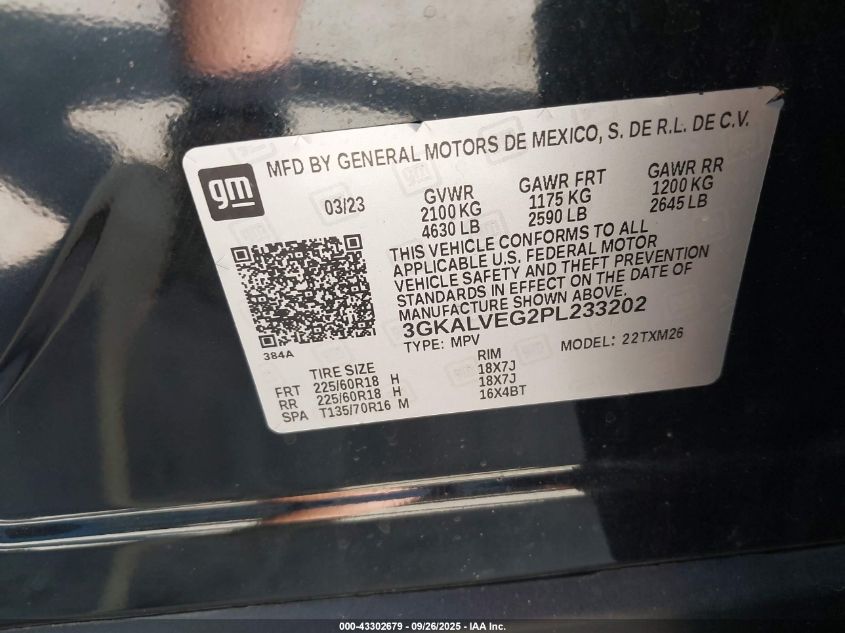 MFD BY GENERAL MOTORS DE MEXICO, S. DE R.L. DE C.V.
gm
03/23
GVWR
2100 KG
4630 LB
GAWR FRT
1175 KG
2590 LB
GAWR RR
1200 KG
2645 LB
THIS VEHICLE CONFORMS TO ALL
APPLICABLE U.S. FEDERAL MOTOR
VEHICLE SAFETY AND THEFT PREVENTION
STANDARDS IN EFFECT ON THE DATE OF
MANUFACTURE SHOWN ABOVE.
3GKALVEG2PL233202
TYPE: MPV MODEL: 22TXM26
384A
TIRE SIZE RIM
FRT 225/60R18 H 18X7J
RR 225/60R18 H 18X7J
SPA T135/70R16 M 16X4BT
000-43302679 - 09/26/2025 - IAA Inc.